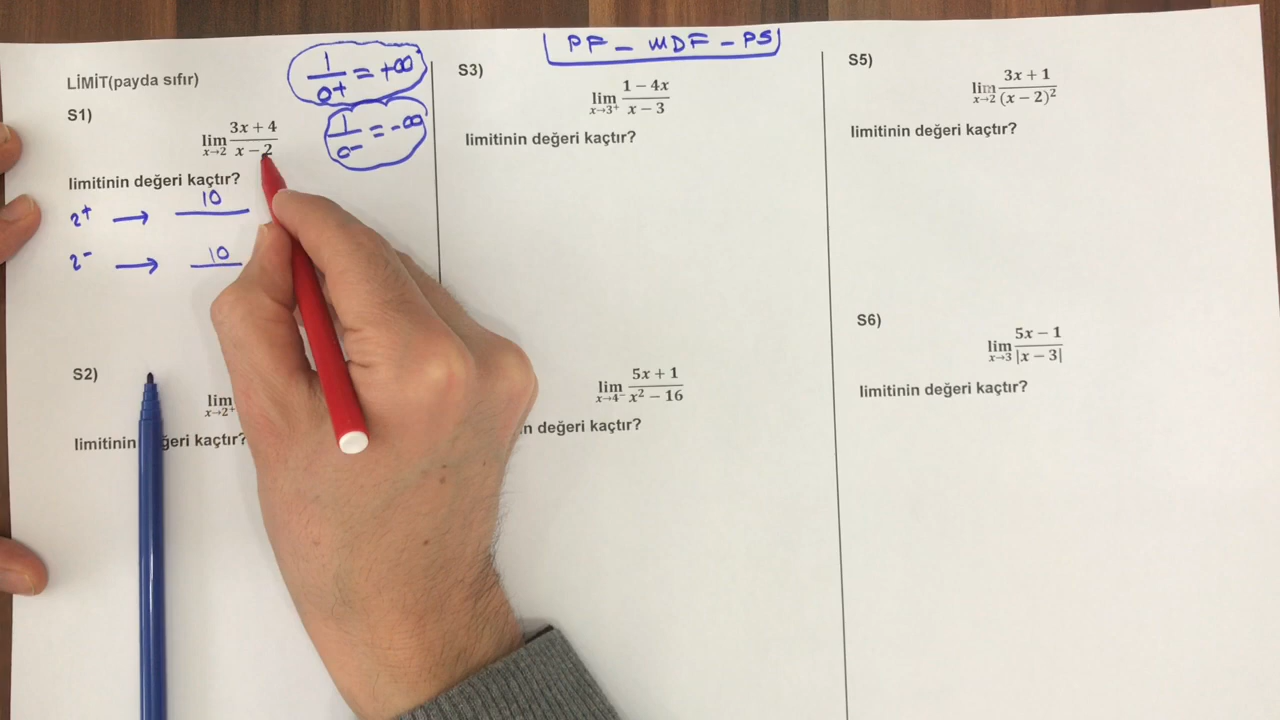 PF - MDF - PS
LİMİT(payda sıfır)
1/0+ = +∞
1/0- = -∞
S1)
lim x→2 3x + 4 / x − 2
limitinin değeri kaçtır?
2+ → 10
2- → 10
S2)
lim x→2+
limitinin değeri kaçtır?
S3)
lim x→3+ 1 − 4x / x − 3
limitinin değeri kaçtır?
lim x→4- 5x + 1 / x² − 16
değeri kaçtır?
S5)
lim x→2 3x + 1 / (x − 2)²
limitinin değeri kaçtır?
S6)
lim x→3 5x − 1 / |x − 3|
limitinin değeri kaçtır?